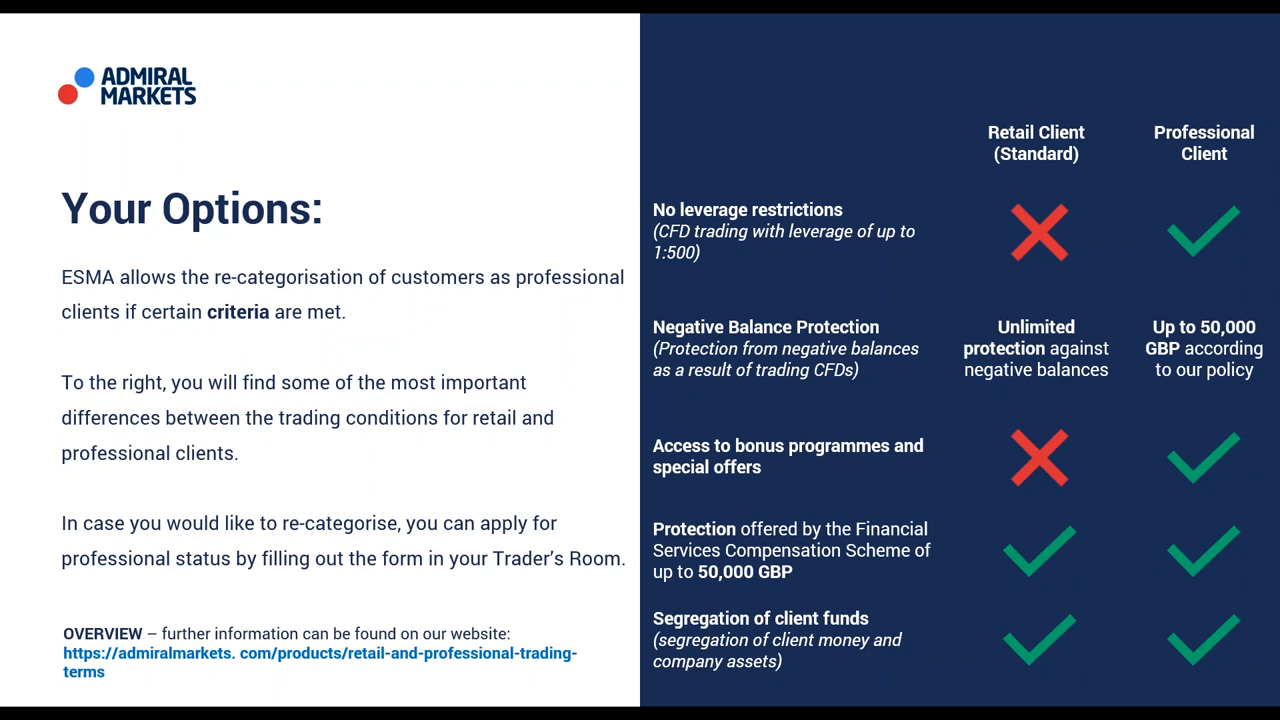 ADMIRAL
MARKETS
Your Options:
ESMA allows the re-categorisation of customers as professional
clients if certain criteria are met.
To the right, you will find some of the most important
differences between the trading conditions for retail and
professional clients.
In case you would like to re-categorise, you can apply for
professional status by filling out the form in your Trader’s Room.
OVERVIEW – further information can be found on our website:
https://admiralmarkets. com/products/retail-and-professional-trading-
terms
Retail Client
(Standard)
Professional
Client
No leverage restrictions
(CFD trading with leverage of up to
1:500)
Negative Balance Protection
(Protection from negative balances
as a result of trading CFDs)
Unlimited
protection against
negative balances
Up to 50,000
GBP according
to our policy
Access to bonus programmes and
special offers
Protection offered by the Financial
Services Compensation Scheme of
up to 50,000 GBP
Segregation of client funds
(segregation of client money and
company assets)